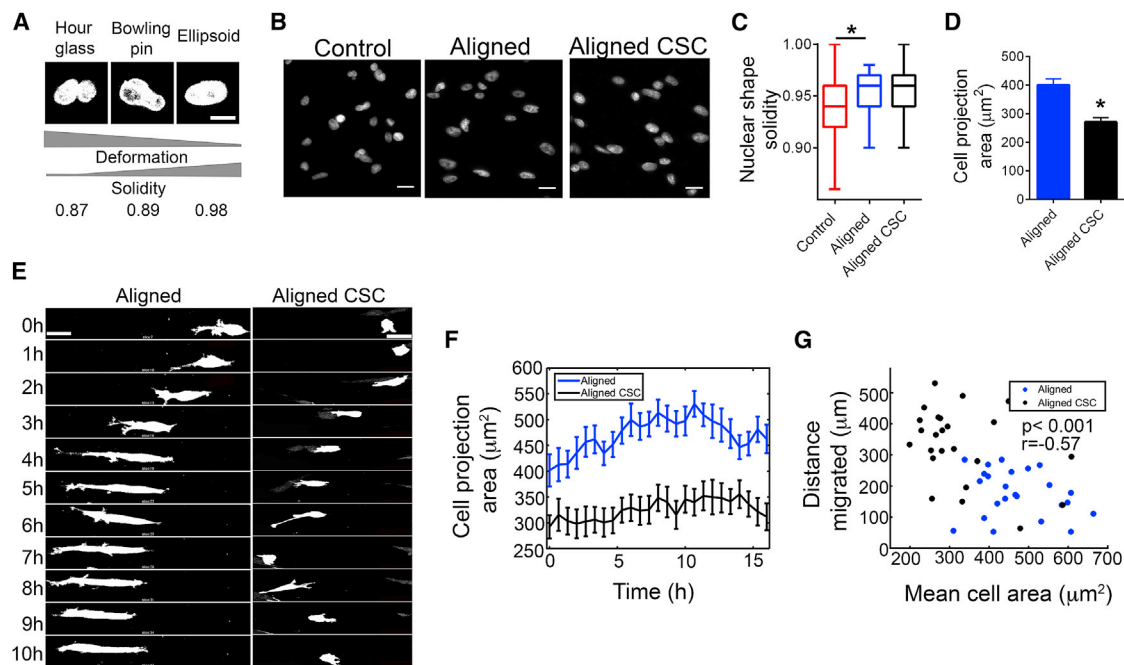 A
Hour
glass
Bowling
pin
Ellipsoid
Deformation
Solidity
0.87 0.89 0.98
B
Control Aligned Aligned CSC
C
Nuclear shape
solidity
1.00
0.95
0.90
*
Control
Aligned
Aligned CSC
D
Cell projection
area (μm²)
500
400
300
200
100
0
*
Aligned
Aligned CSC
E
Aligned Aligned CSC
0h
1h
2h
3h
4h
5h
6h
7h
8h
9h
10h
F
Cell projection
area (μm²)
600
550
500
450
400
350
300
250
Aligned
Aligned CSC
0 5 10 15
Time (h)
G
Distance
migrated (μm)
500
400
300
200
100
0
Aligned
Aligned CSC
p< 0.001
r=-0.57
200 300 400 500 600 700
Mean cell area (μm²)